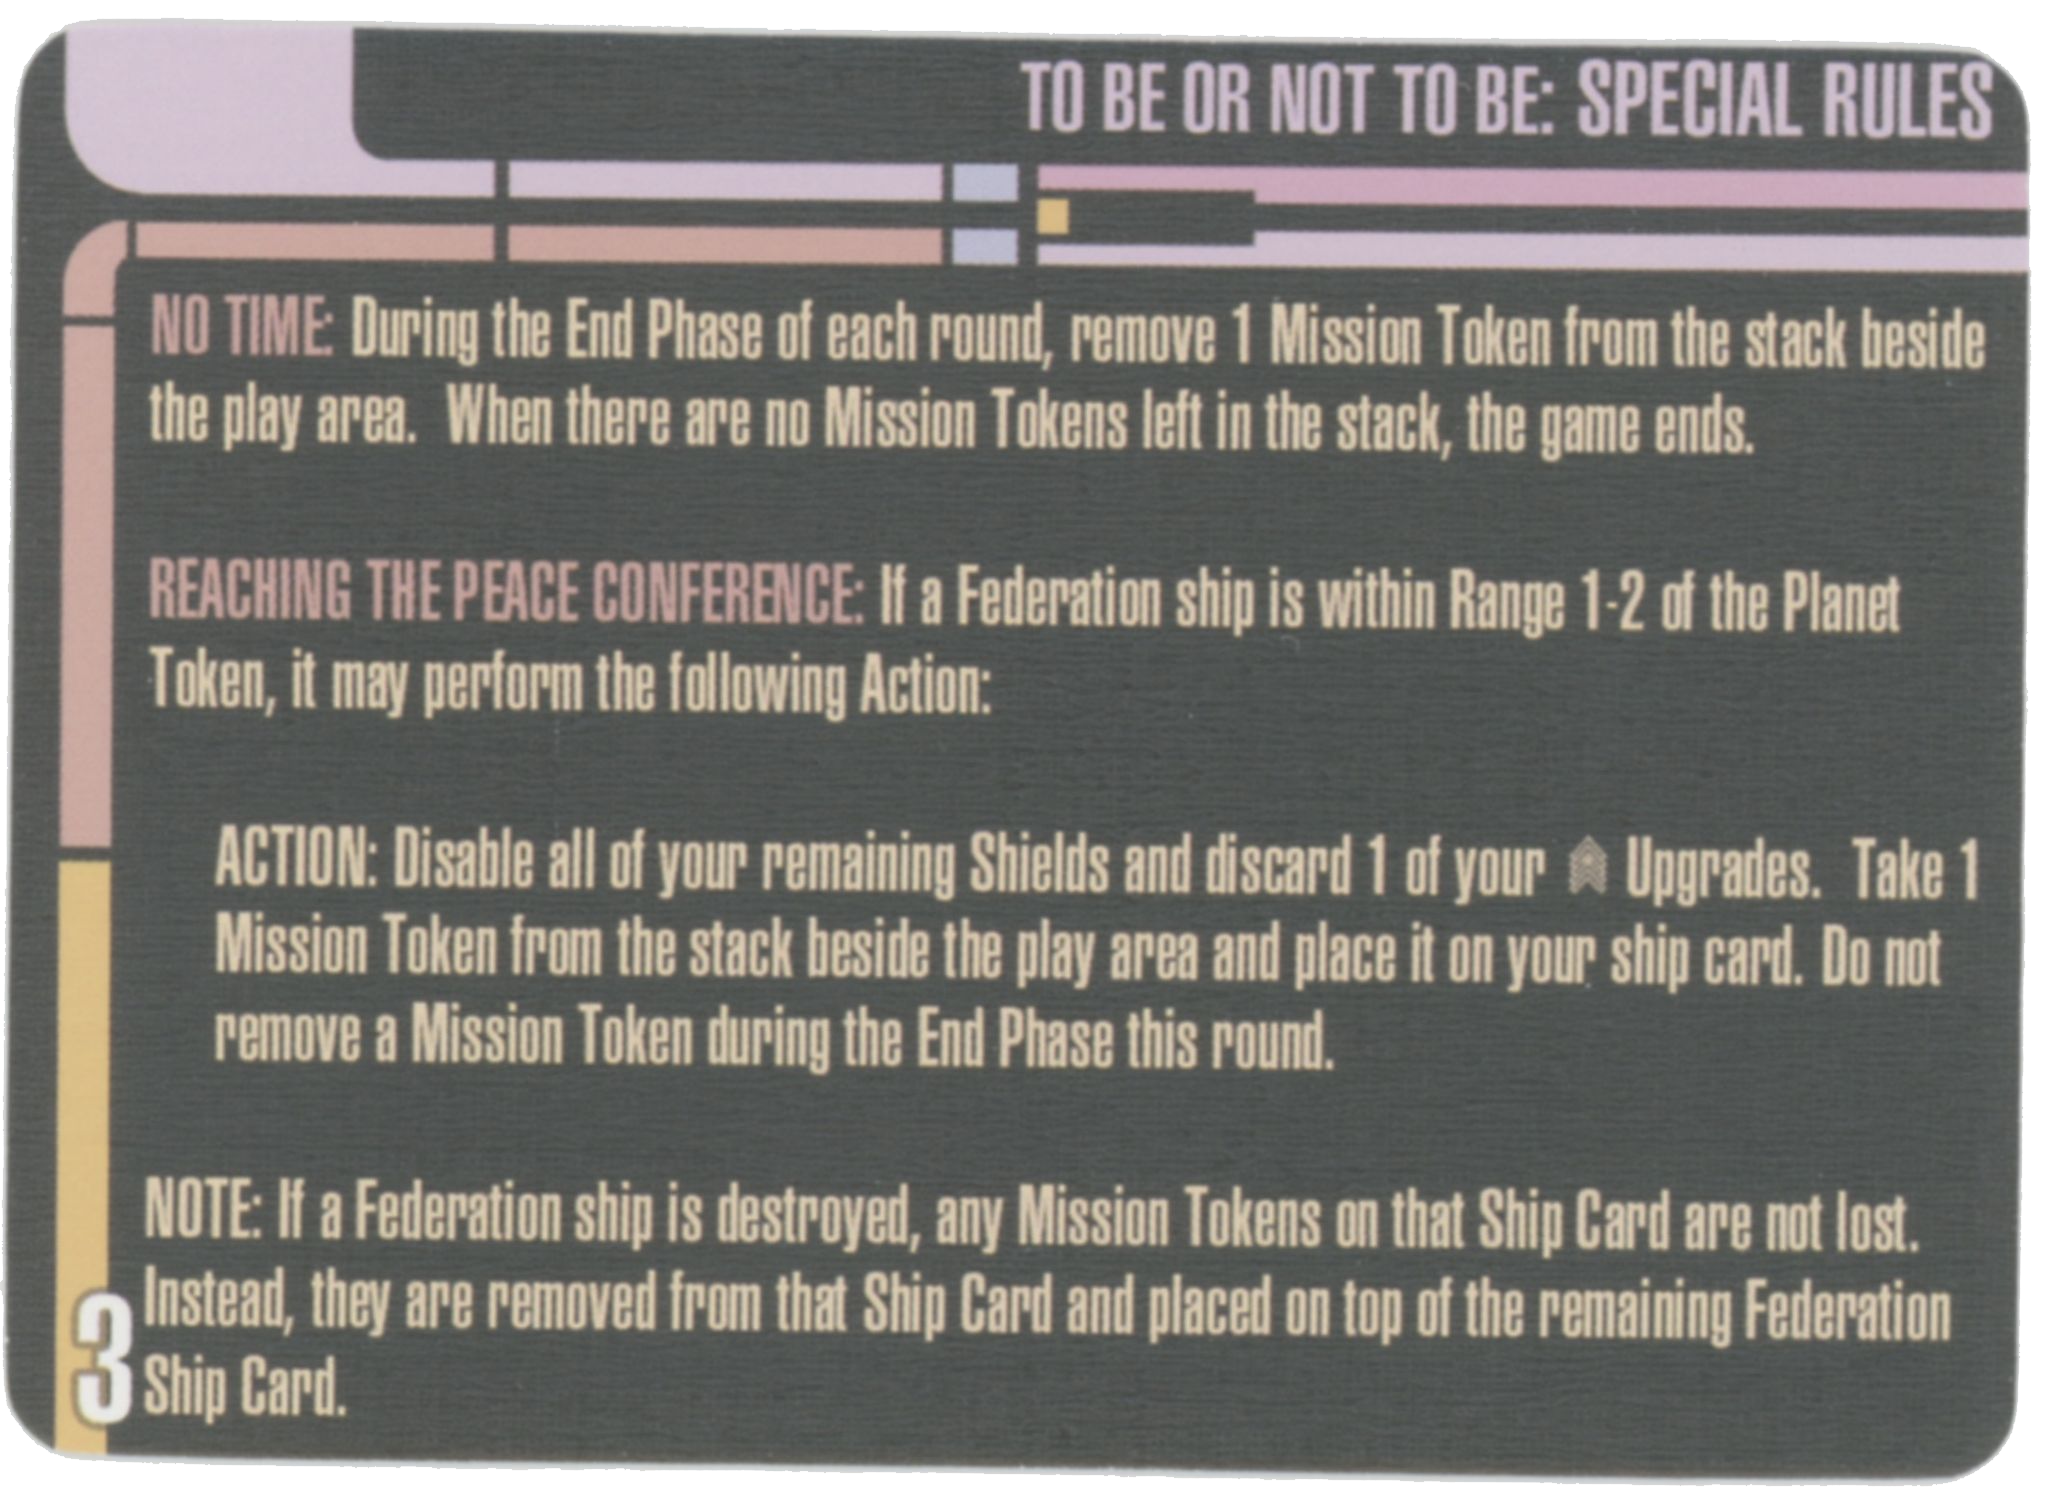 TO BE OR NOT TO BE: SPECIAL RULES
NO TIME: During the End Phase of each round, remove 1 Mission Token from the stack beside
the play area. When there are no Mission Tokens left in the stack, the game ends.
REACHING THE PEACE CONFERENCE: If a Federation ship is within Range 1-2 of the Planet
Token, it may perform the following Action:
ACTION: Disable all of your remaining Shields and discard 1 of your Upgrades. Take 1
Mission Token from the stack beside the play area and place it on your ship card. Do not
remove a Mission Token during the End Phase this round.
NOTE: If a Federation ship is destroyed, any Mission Tokens on that Ship Card are not lost.
Instead, they are removed from that Ship Card and placed on top of the remaining Federation
Ship Card.
3